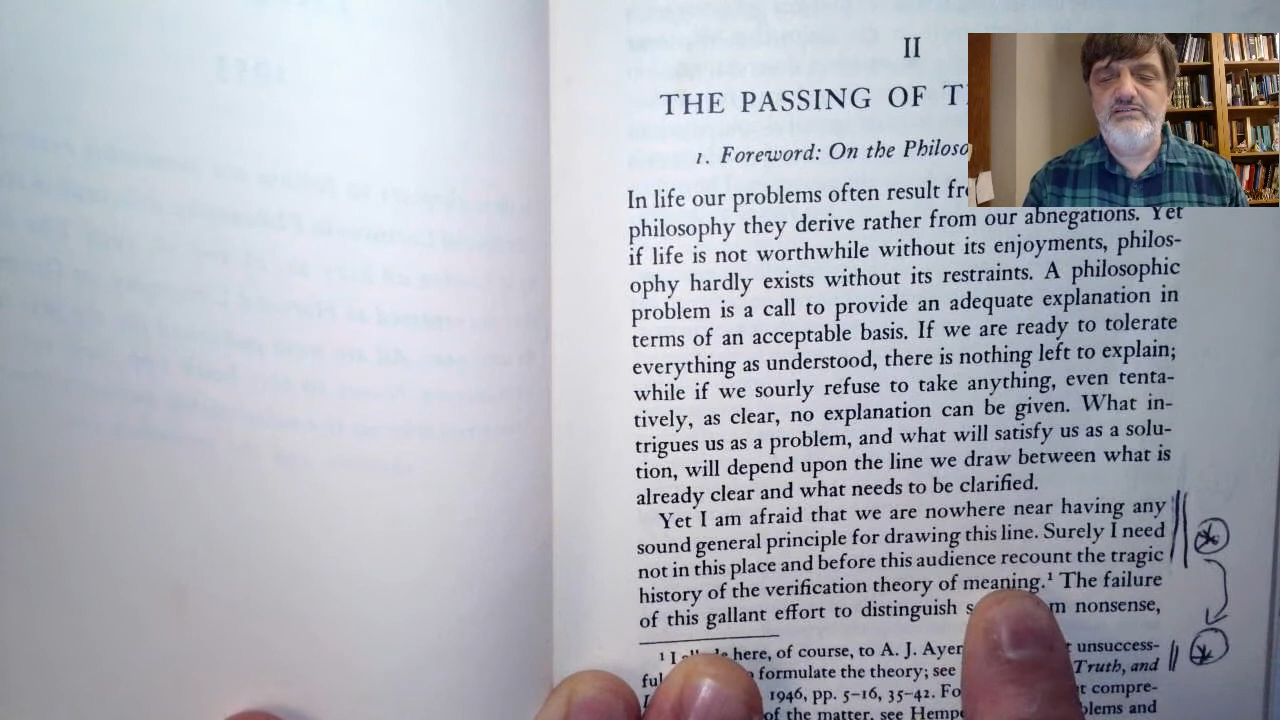 II
THE PASSING OF
1. Foreword: On the
In life our problems often result
philosophy they derive rather from our abnegations. Yet
if life is not worthwhile without its enjoyments, philos-
ophy hardly exists without its restraints. A philosophic
problem is a call to provide an adequate explanation in
terms of an acceptable basis. If we are ready to tolerate
everything as understood, there is nothing left to explain;
while if we sourly refuse to take anything, even tenta-
tively, as clear, no explanation can be given. What in-
trigues us as a problem, and what will satisfy us as a solu-
tion, will depend upon the line we draw between what is
already clear and what needs to be clarified.
Yet I am afraid that we are nowhere near having any
sound general principle for drawing this line. Surely I need
not in this place and before this audience recount the tragic
history of the verification theory of meaning.¹ The failure
of this gallant effort to distinguish nonsense,
¹ I here, of course, to A. J. Ayer unsuccess-
formulate the theory; see Truth, and
1946, pp. 5–16, 35–42. compre-
of the matter, see and